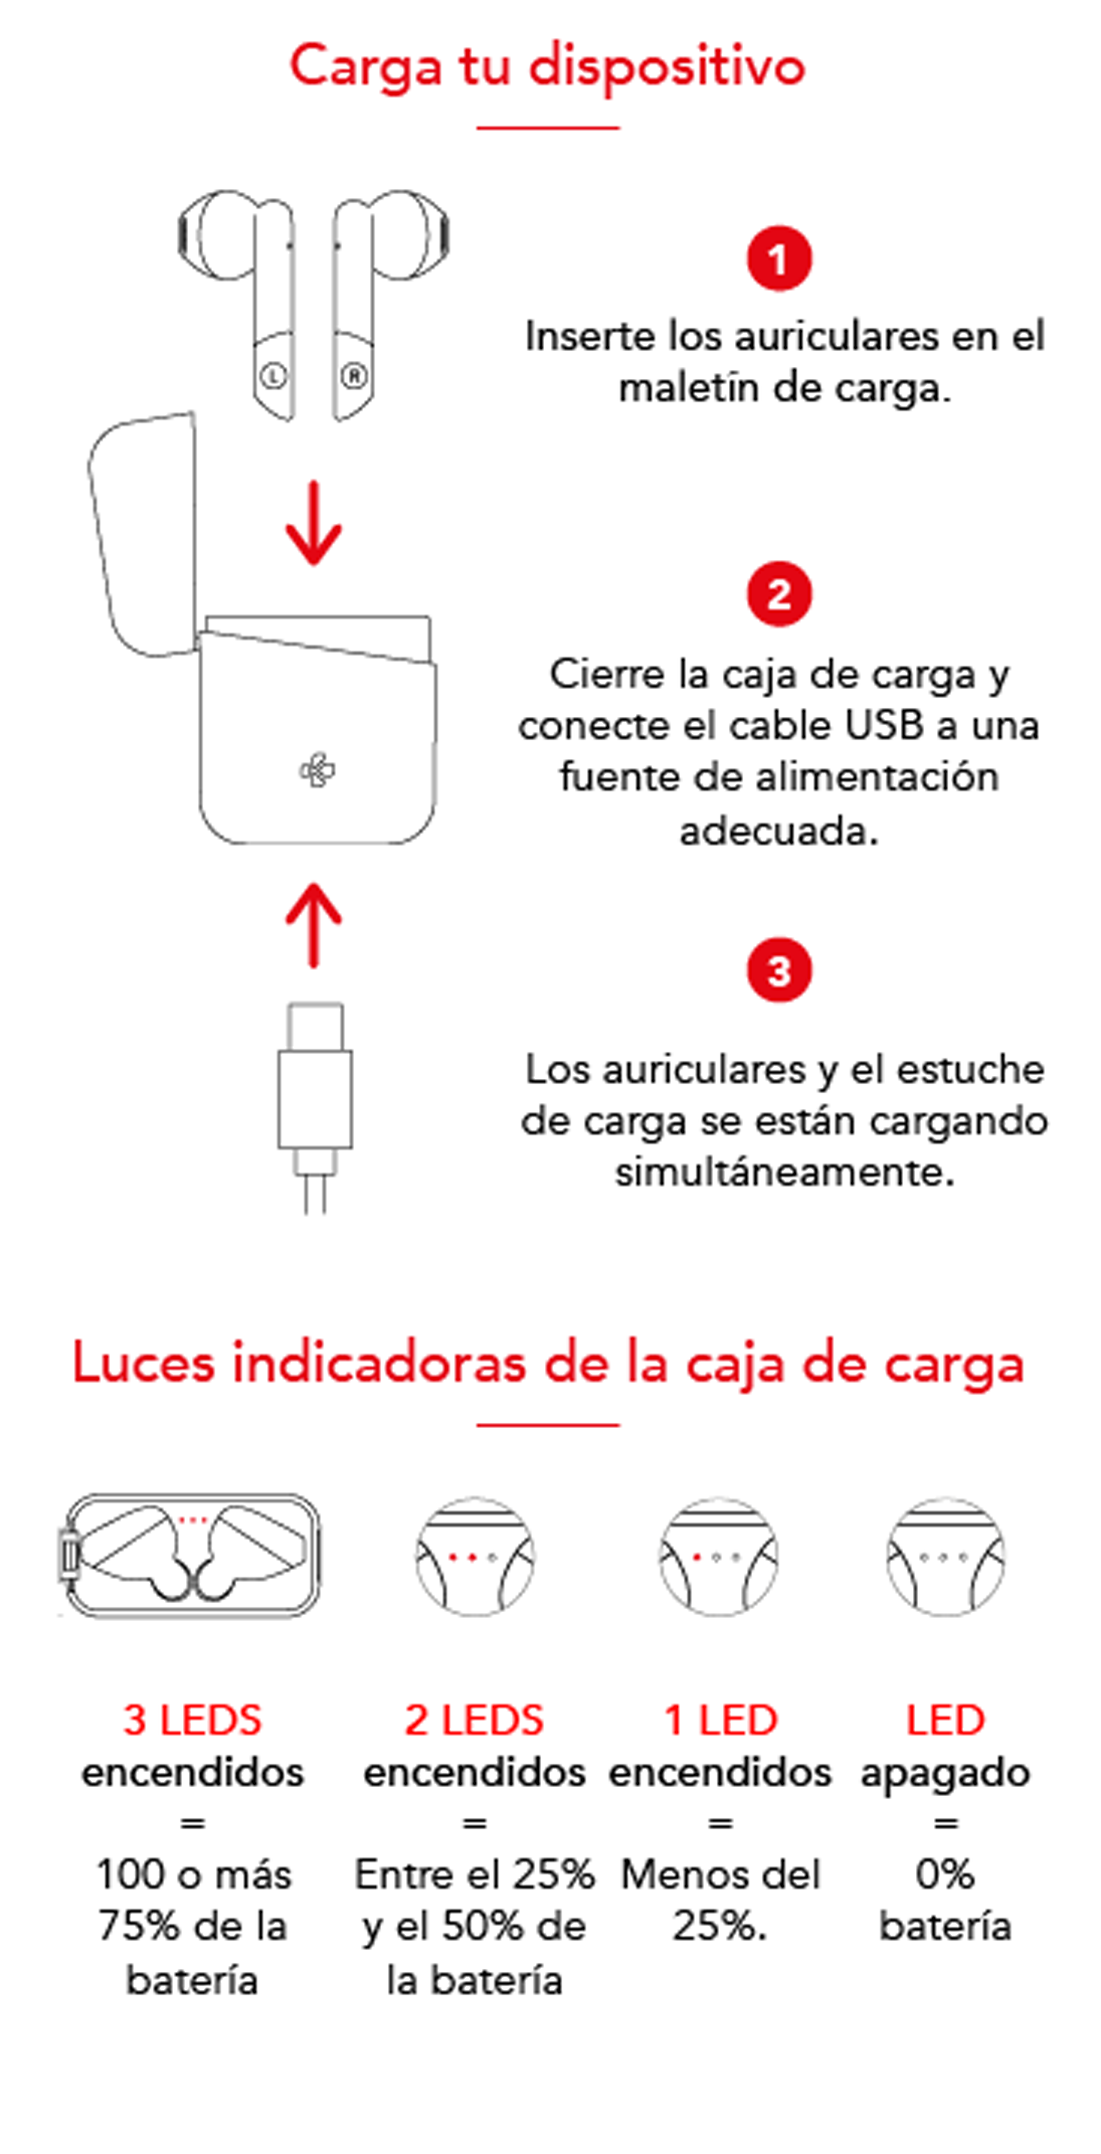 Carga tu dispositivo
L
R
1
Inserte los auriculares en el
maletín de carga.
2
Cierre la caja de carga y
conecte el cable USB a una
fuente de alimentación
adecuada.
3
Los auriculares y el estuche
de carga se están cargando
simultáneamente.
Luces indicadoras de la caja de carga
3 LEDS
encendidos
=
100 o más
75% de la
batería
2 LEDS
encendidos
=
Entre el 25%
y el 50% de
la batería
1 LED
encendidos
=
Menos del
25%.
LED
apagado
=
0%
batería